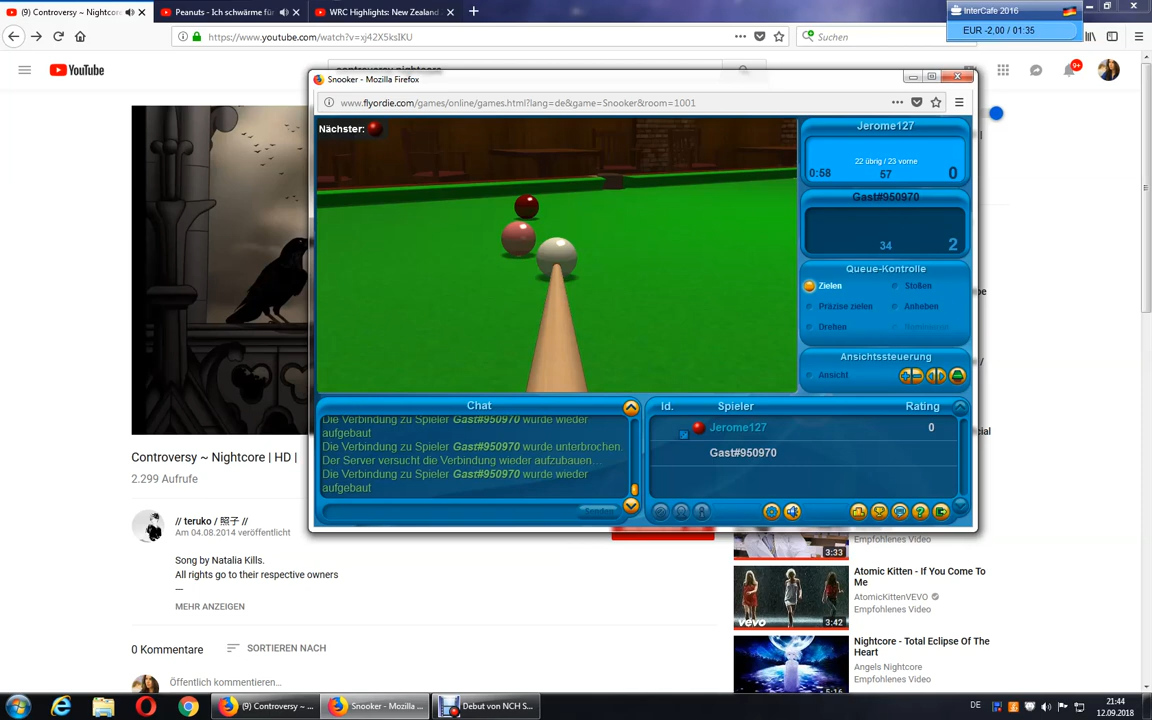 (9) Controversy ~ Nightcore
Peanuts - Ich schwärme für
WRC Highlights: New Zealand
InterCafe 2016
EUR -2,00 / 01:35
https://www.youtube.com/watch?v=xj42X5ksIKU
Suchen
YouTube
controversy nightcore
9+
Snooker - Mozilla Firefox
www.flyordie.com/games/online/games.html?lang=de&game=Snooker&room=1001
Nächster:
Jerome127
22 übrig / 23 vorne
0:58
57
0
Gast#950970
34
2
Queue-Kontrolle
Zielen
Stoßen
Präzise zielen
Anheben
Drehen
Ansichtssteuerung
Ansicht
Chat
Die Verbindung zu Spieler Gast#950970 wurde wieder
aufgebaut
Die Verbindung zu Spieler Gast#950970 wurde unterbrochen.
Der Server versucht die Verbindung wieder aufzubauen...
Die Verbindung zu Spieler Gast#950970 wurde wieder
aufgebaut
Id.
Spieler
Rating
Jerome127
0
Gast#950970
Controversy ~ Nightcore | HD |
2.299 Aufrufe
// teruko / 照子 //
Am 04.08.2014 veröffentlicht
Song by Natalia Kills.
All rights go to their respective owners
---
MEHR ANZEIGEN
0 Kommentare
SORTIEREN NACH
Öffentlich kommentieren...
3:33
Empfohlenes Video
vevo
3:42
Atomic Kitten - If You Come To
Me
AtomicKittenVEVO
Empfohlenes Video
5:16
Nightcore - Total Eclipse Of The
Heart
Angels Nightcore
Empfohlenes Video
(9) Controversy ~ ...
Snooker - Mozilla ...
Debut von NCH S...
DE
21:44
12.09.2018